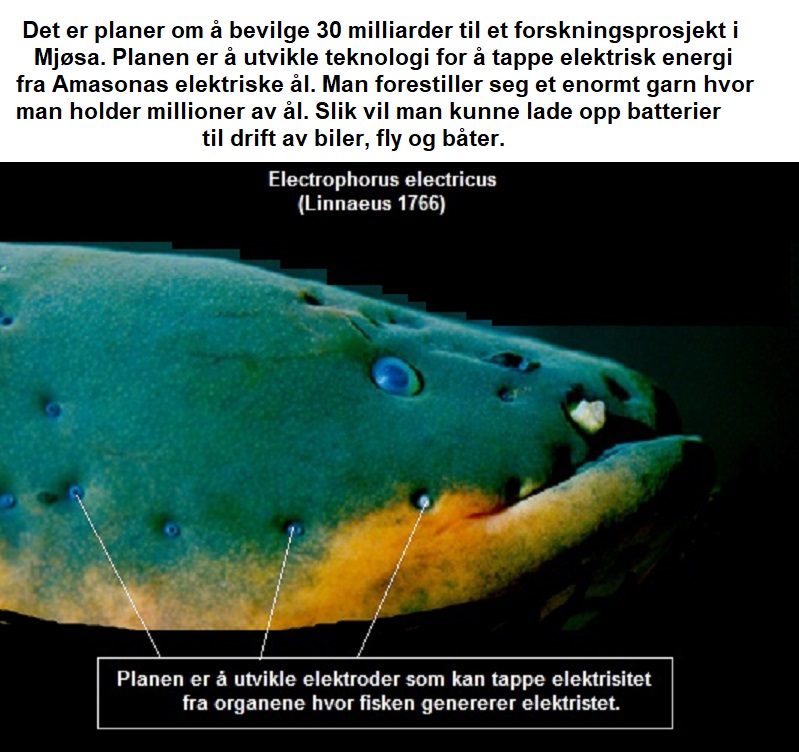 Det er planer om å bevilge 30 milliarder til et forskningsprosjekt i
Mjøsa. Planen er å utvikle teknologi for å tappe elektrisk energi
fra Amasonas elektriske ål. Man forestiller seg et enormt garn hvor
man holder millioner av ål. Slik vil man kunne lade opp batterier
til drift av biler, fly og båter.
Electrophorus electricus
(Linnaeus 1766)
Planen er å utvikle elektroder som kan tappe elektrisitet
fra organene hvor fisken genererer elektristet.